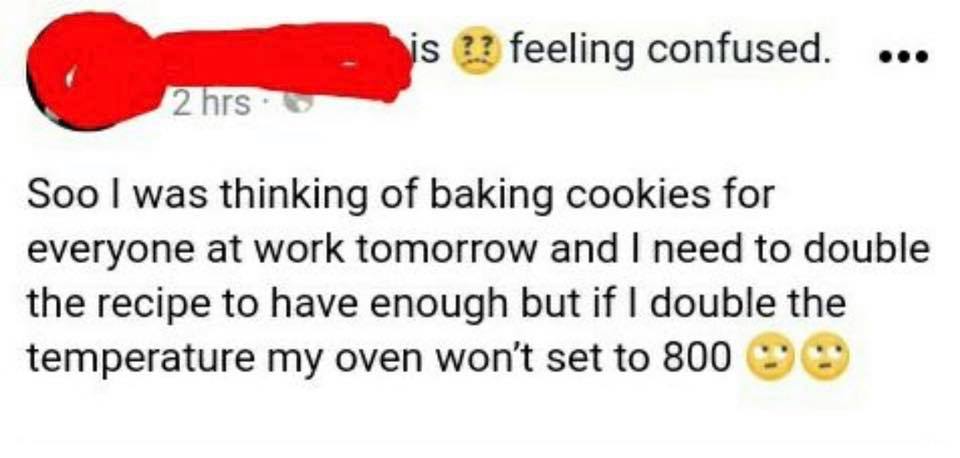 is 😕 feeling confused. •••
2 hrs ·
Soo I was thinking of baking cookies for
everyone at work tomorrow and I need to double
the recipe to have enough but if I double the
temperature my oven won't set to 800 🙄🙄